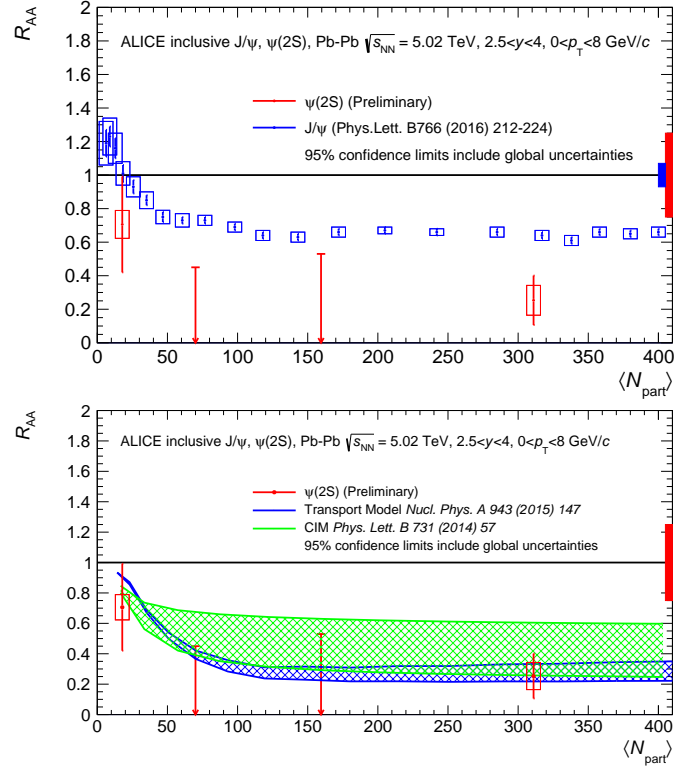 R_AA
ALICE inclusive J/ψ, ψ(2S), Pb-Pb √s_NN = 5.02 TeV, 2.5<y<4, 0<p_T<8 GeV/c
ψ(2S) (Preliminary)
J/ψ (Phys.Lett. B766 (2016) 212-224)
95% confidence limits include global uncertainties
2
1.8
1.6
1.4
1.2
1
0.8
0.6
0.4
0.2
0
0 50 100 150 200 250 300 350 400
⟨N_part⟩
R_AA
ALICE inclusive J/ψ, ψ(2S), Pb-Pb √s_NN = 5.02 TeV, 2.5<y<4, 0<p_T<8 GeV/c
ψ(2S) (Preliminary)
Transport Model Nucl. Phys. A 943 (2015) 147
CIM Phys. Lett. B 731 (2014) 57
95% confidence limits include global uncertainties
2
1.8
1.6
1.4
1.2
1
0.8
0.6
0.4
0.2
0
0 50 100 150 200 250 300 350 400
⟨N_part⟩